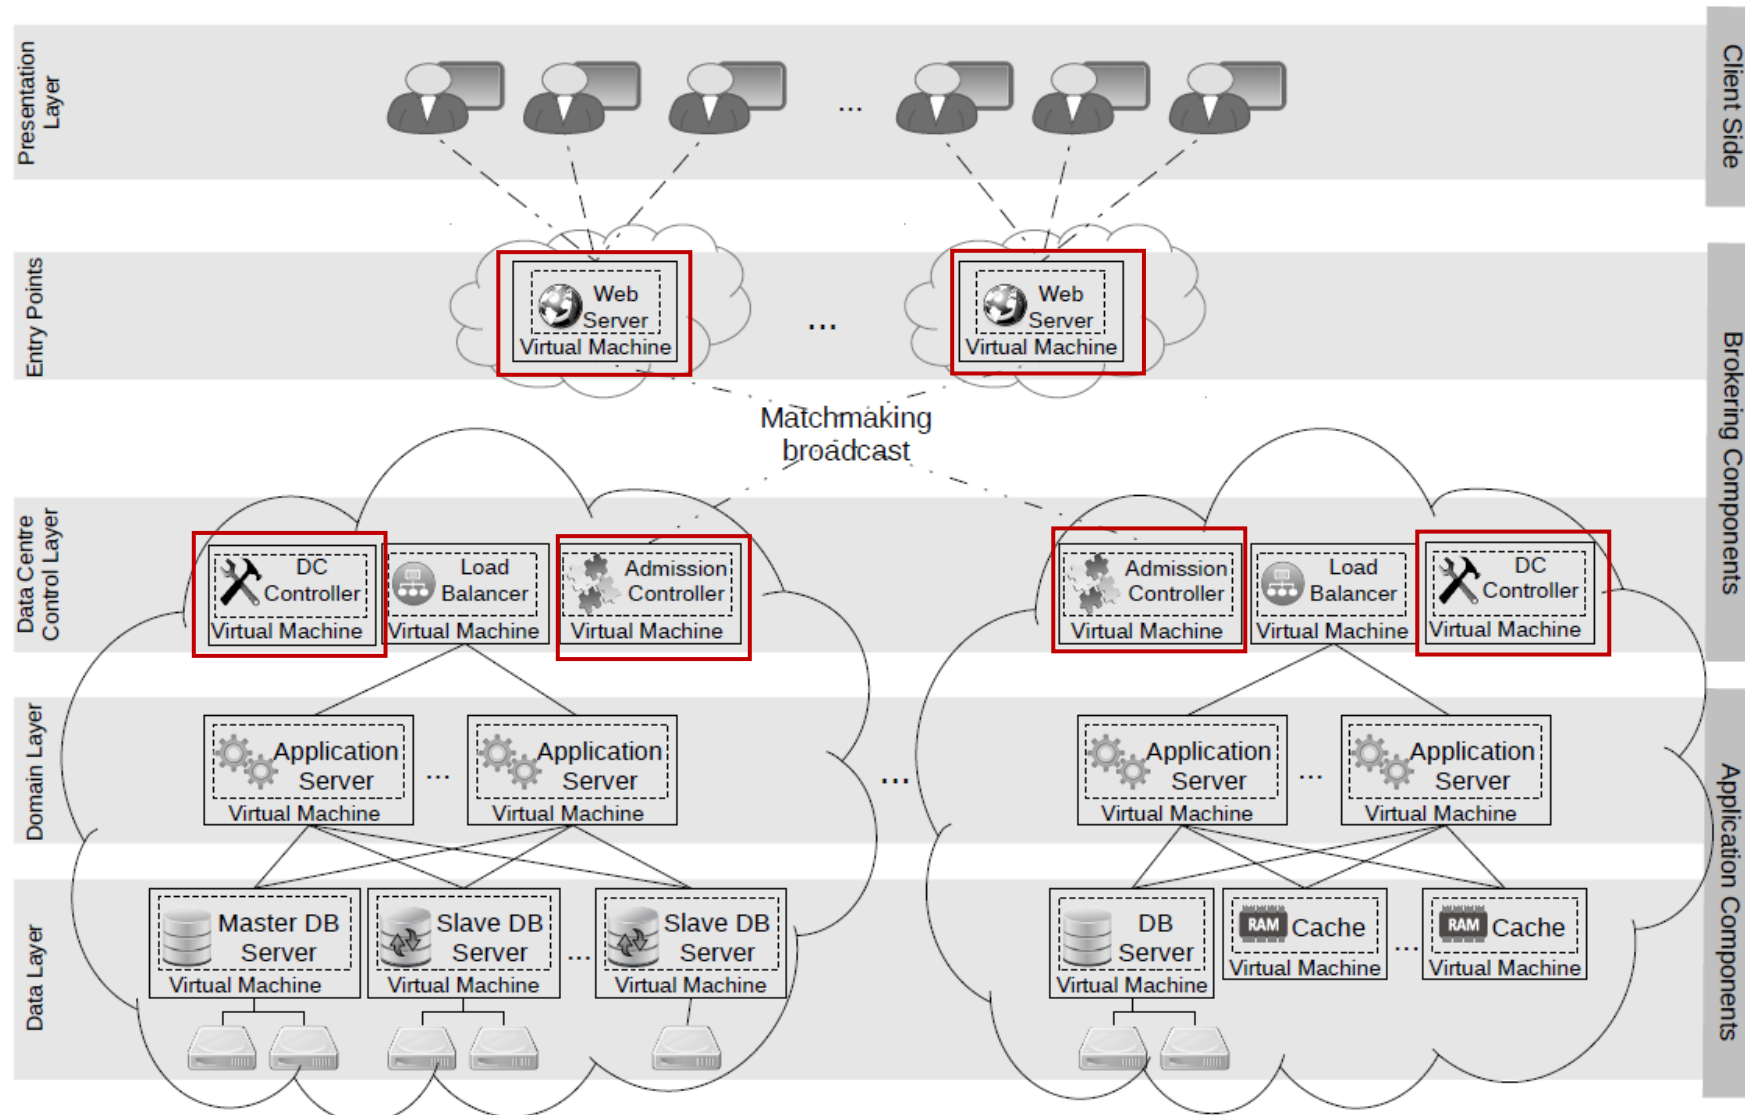 Presentation
Layer
Client Side
...
Entry Points
Web
Server
Virtual Machine
...
Web
Server
Virtual Machine
Brokering Components
Matchmaking
broadcast
Data Centre
Control Layer
DC
Controller
Virtual Machine
Load
Balancer
Virtual Machine
Admission
Controller
Virtual Machine
Admission
Controller
Virtual Machine
Load
Balancer
Virtual Machine
DC
Controller
Virtual Machine
Domain Layer
Application
Server
Virtual Machine
...
Application
Server
Virtual Machine
...
Application
Server
Virtual Machine
...
Application
Server
Virtual Machine
Application Components
Data Layer
Master DB
Server
Virtual Machine
Slave DB
Server
Virtual Machine
...
Slave DB
Server
Virtual Machine
DB
Server
Virtual Machine
RAM
Cache
Virtual Machine
...
RAM
Cache
Virtual Machine